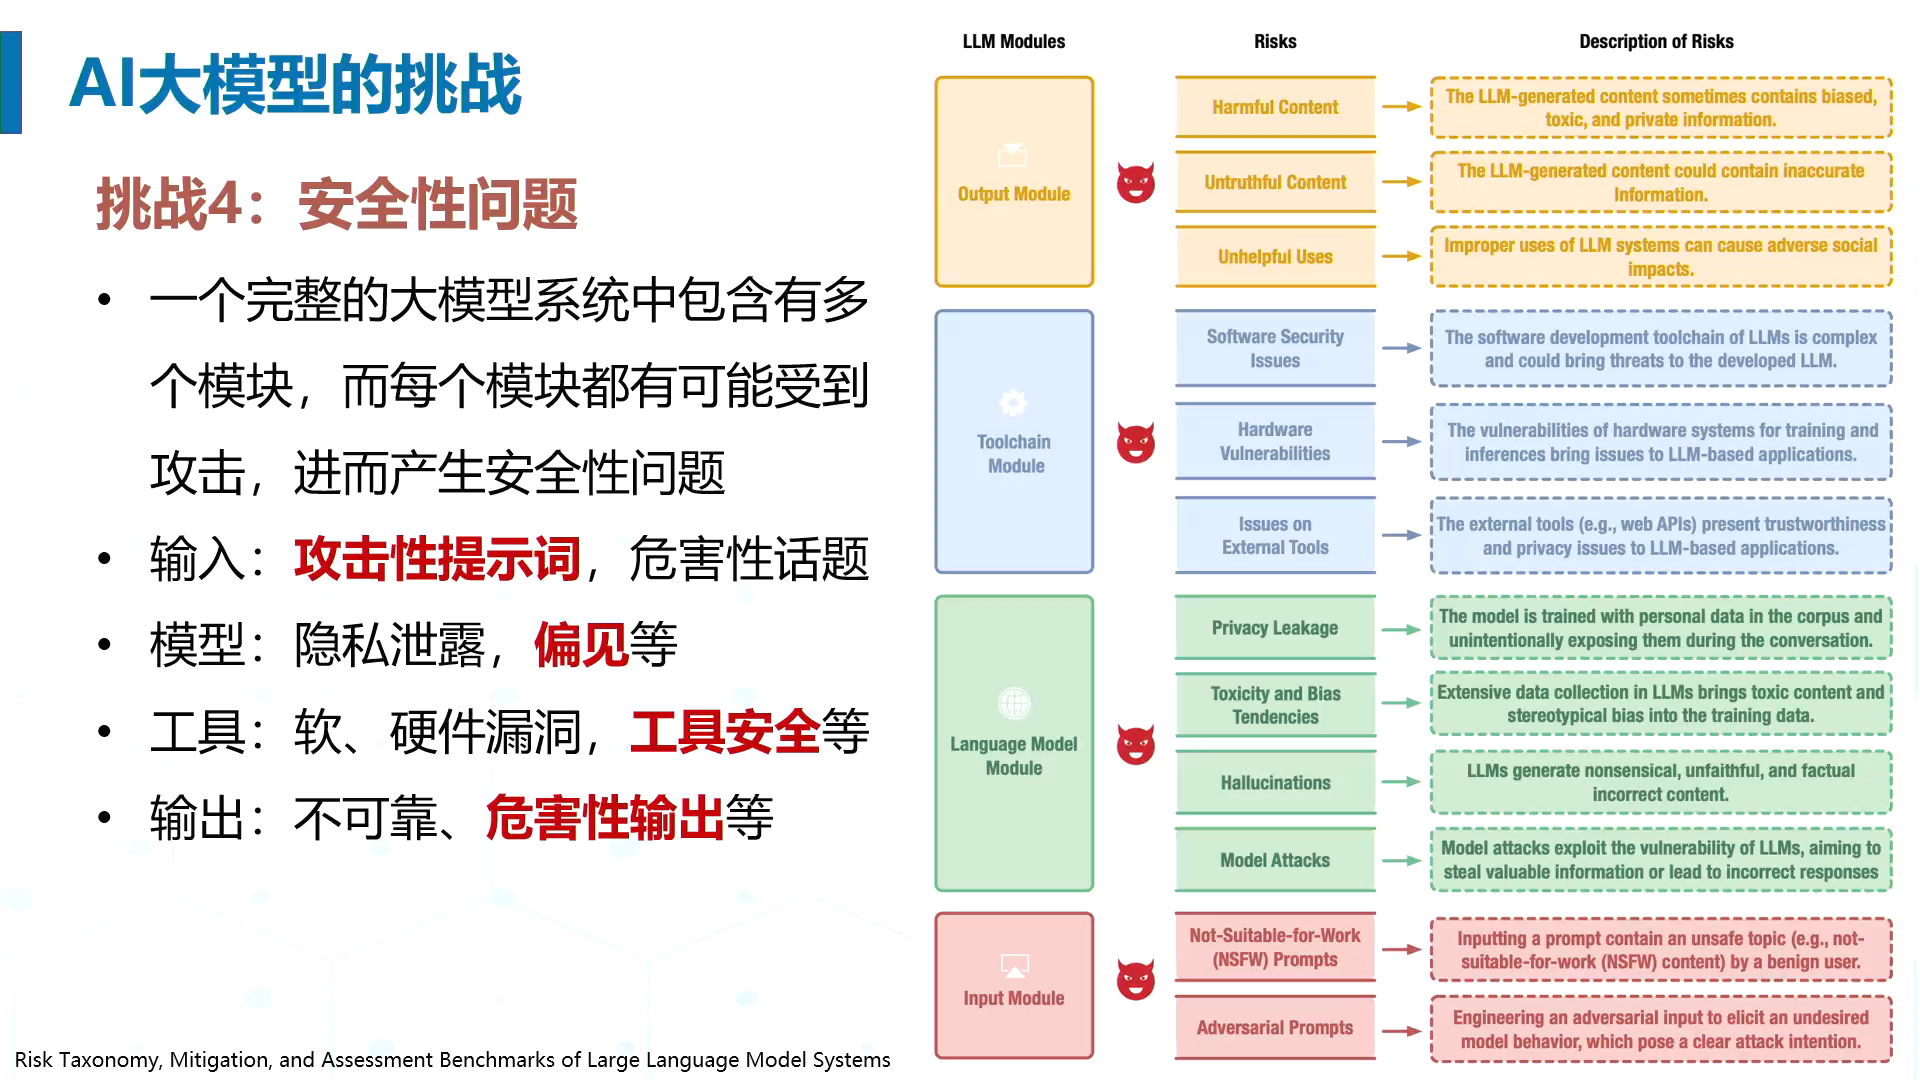 AI大模型的挑战
挑战4：安全性问题
• 一个完整的大模型系统中包含有多
个模块，而每个模块都有可能受到
攻击，进而产生安全性问题
• 输入：攻击性提示词，危害性话题
• 模型：隐私泄露，偏见等
• 工具：软、硬件漏洞，工具安全等
• 输出：不可靠、危害性输出等
Risk Taxonomy, Mitigation, and Assessment Benchmarks of Large Language Model Systems
LLM Modules
Risks
Description of Risks
Output Module
Harmful Content
The LLM-generated content sometimes contains biased,
toxic, and private information.
Untruthful Content
The LLM-generated content could contain inaccurate
Information.
Unhelpful Uses
Improper uses of LLM systems can cause adverse social
impacts.
Toolchain
Module
Software Security
Issues
The software development toolchain of LLMs is complex
and could bring threats to the developed LLM.
Hardware
Vulnerabilities
The vulnerabilities of hardware systems for training and
inferences bring issues to LLM-based applications.
Issues on
External Tools
The external tools (e.g., web APIs) present trustworthiness
and privacy issues to LLM-based applications.
Language Model
Module
Privacy Leakage
The model is trained with personal data in the corpus and
unintentionally exposing them during the conversation.
Toxicity and Bias
Tendencies
Extensive data collection in LLMs brings toxic content and
stereotypical bias into the training data.
Hallucinations
LLMs generate nonsensical, unfaithful, and factual
incorrect content.
Model Attacks
Model attacks exploit the vulnerability of LLMs, aiming to
steal valuable information or lead to incorrect responses
Input Module
Not-Suitable-for-Work
(NSFW) Prompts
Inputting a prompt contain an unsafe topic (e.g., not-
suitable-for-work (NSFW) content) by a benign user.
Adversarial Prompts
Engineering an adversarial input to elicit an undesired
model behavior, which pose a clear attack intention.